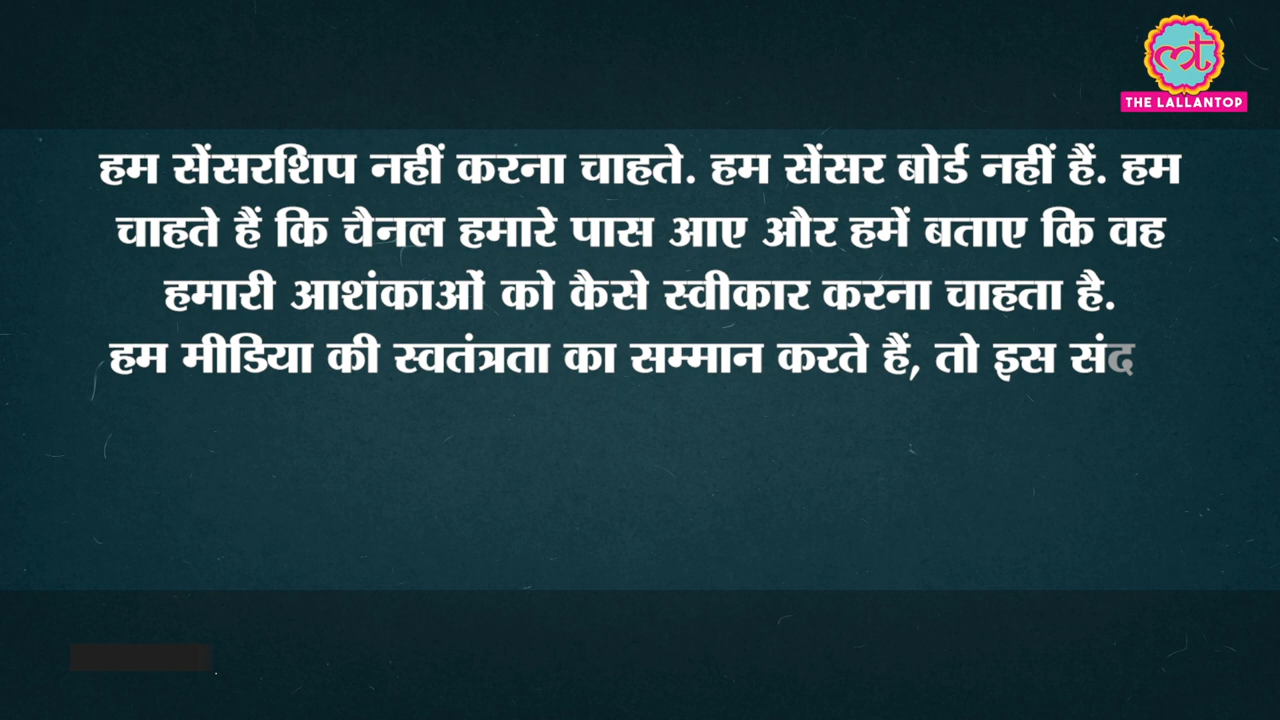 THE LALLANTOP
हम सेंसरशिप नहीं करना चाहते. हम सेंसर बोर्ड नहीं हैं. हम
चाहते हैं कि चैनल हमारे पास आए और हमें बताए कि वह
हमारी आशंकाओं को कैसे स्वीकार करना चाहता है.
हम मीडिया की स्वतंत्रता का सम्मान करते हैं, तो इस संद